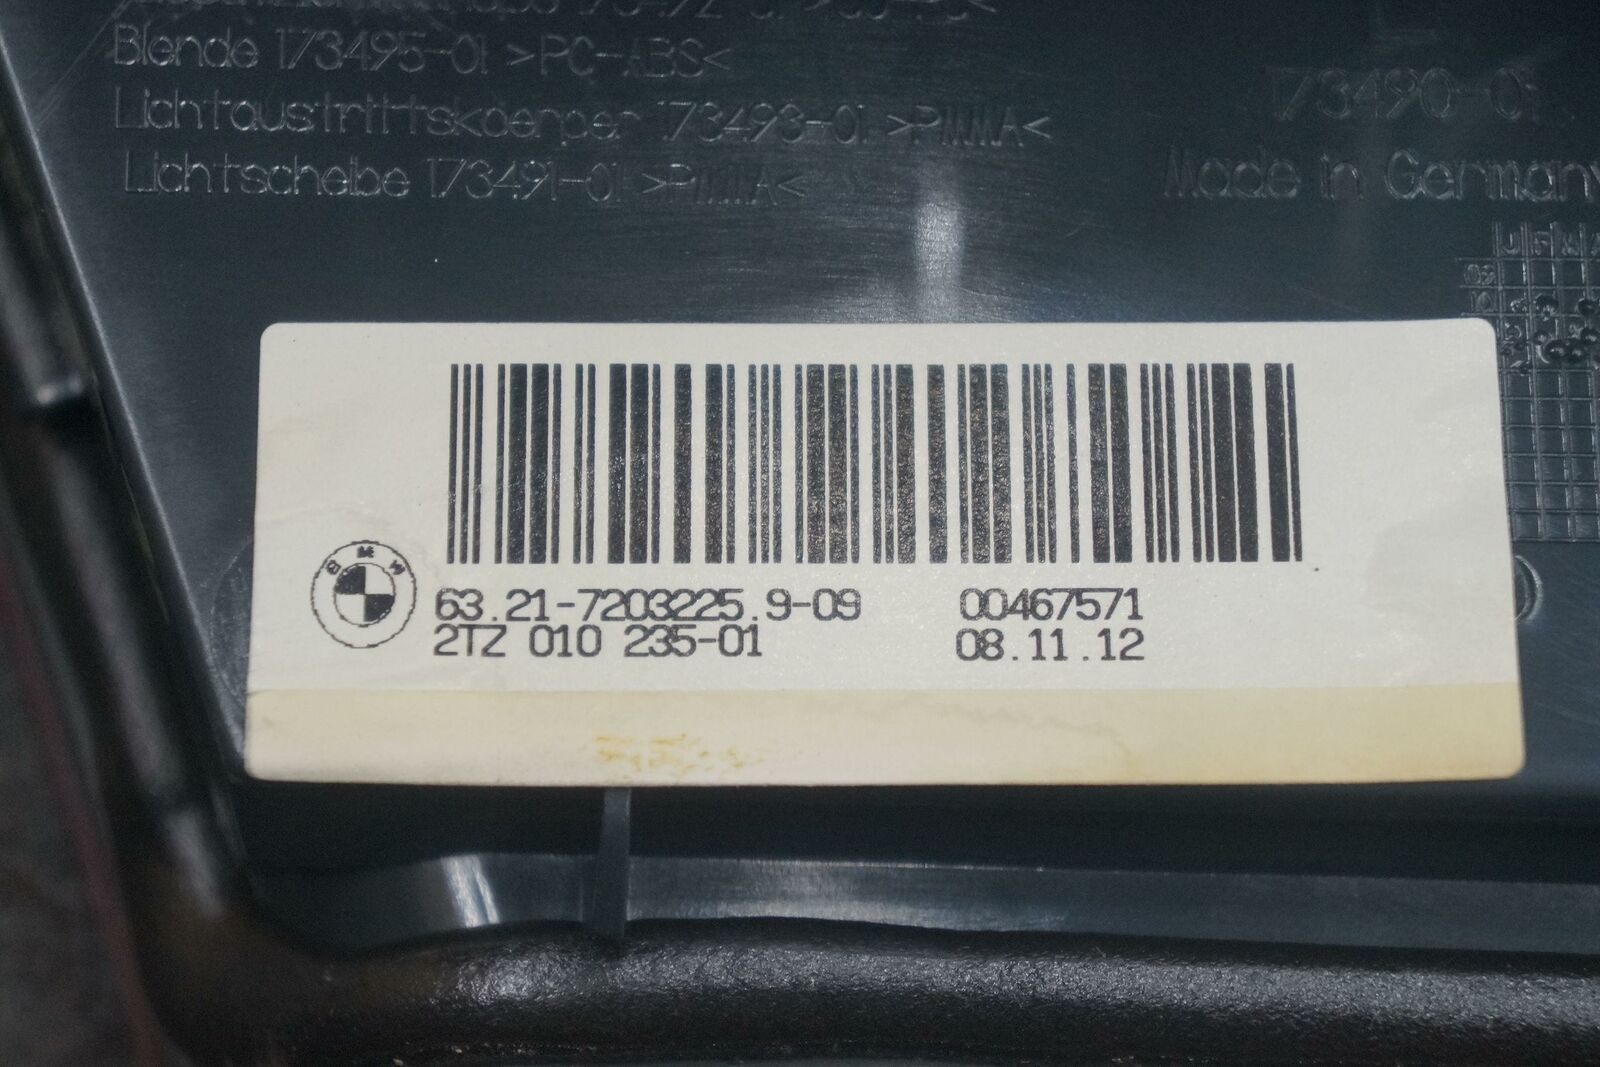 Blende 173495-01 >PC-ABS<
Lichtaustrittskoerper 173493-01 >PMMA<
Lichtscheibe 173491-01 >PMMA<
173490-01
Made in Germany
BMW
63.21-7203225.9-09 00467571
2TZ 010 235-01 08.11.12